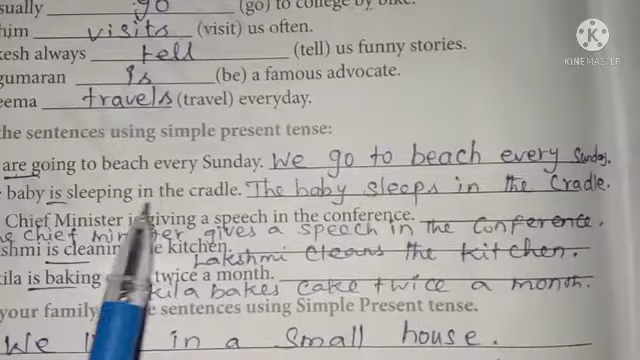 usually go (go) to college by bike.
him visits (visit) us often.
kesh always tell (tell) us funny stories.
gumaran is (be) a famous advocate.
eema travels (travel) everyday.
the sentences using simple present tense:
are going to beach every Sunday. We go to beach every Sunday.
baby is sleeping in the cradle. The baby sleeps in the cradle.
Chief Minister is giving a speech in the conference.
chief minister gives a speech in the conference.
shmi is cleaning the kitchen. Lakshmi cleans the kitchen.
kila is baking twice a month.
kila bakes cake twice a month.
your family sentences using Simple Present tense.
We in a small house.
K
KINEMASTER